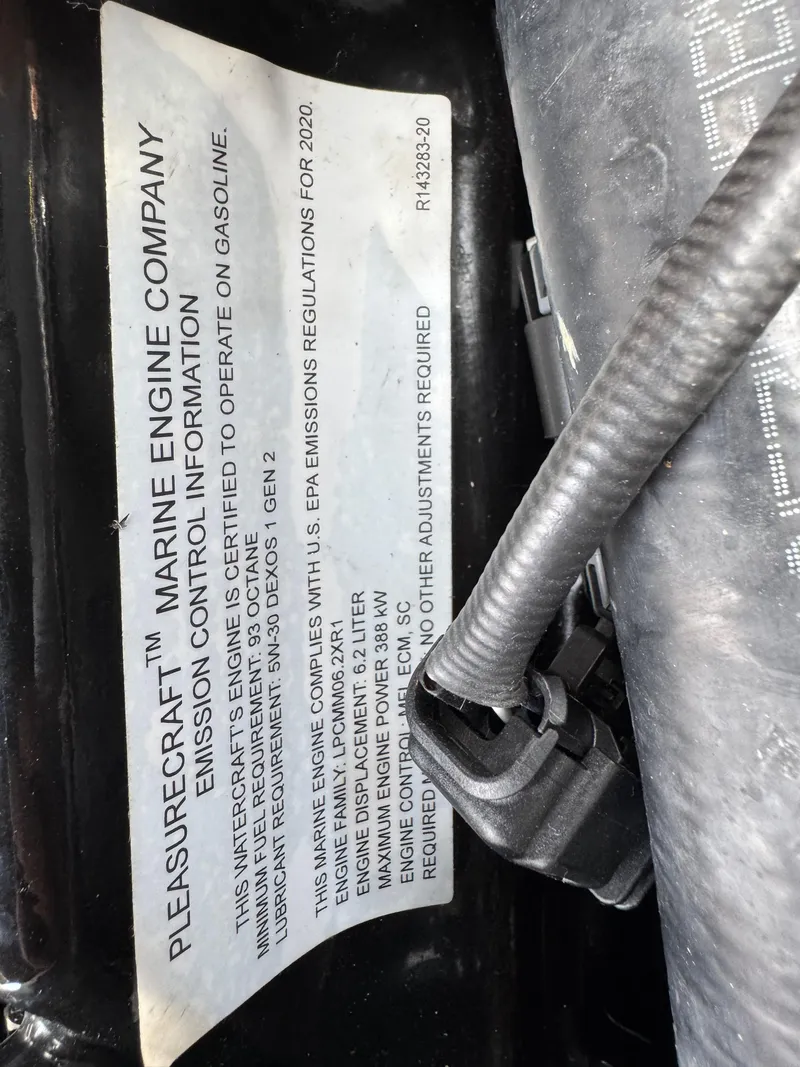 PLEASURECRAFT™ MARINE ENGINE COMPANY
EMISSION CONTROL INFORMATION
THIS WATERCRAFT'S ENGINE IS CERTIFIED TO OPERATE ON GASOLINE.
MINIMUM FUEL REQUIREMENT: 93 OCTANE
LUBRICANT REQUIREMENT: 5W-30 DEXOS 1 GEN 2
THIS MARINE ENGINE COMPLIES WITH U.S. EPA EMISSIONS REGULATIONS FOR 2020.
ENGINE FAMILY: LPCMM06.2XR1
ENGINE DISPLACEMENT: 6.2 LITER
MAXIMUM ENGINE POWER 388 kW
ENGINE CONTROL: MFI, ECM, SC
REQUIRED NO OTHER ADJUSTMENTS REQUIRED
R143283-20